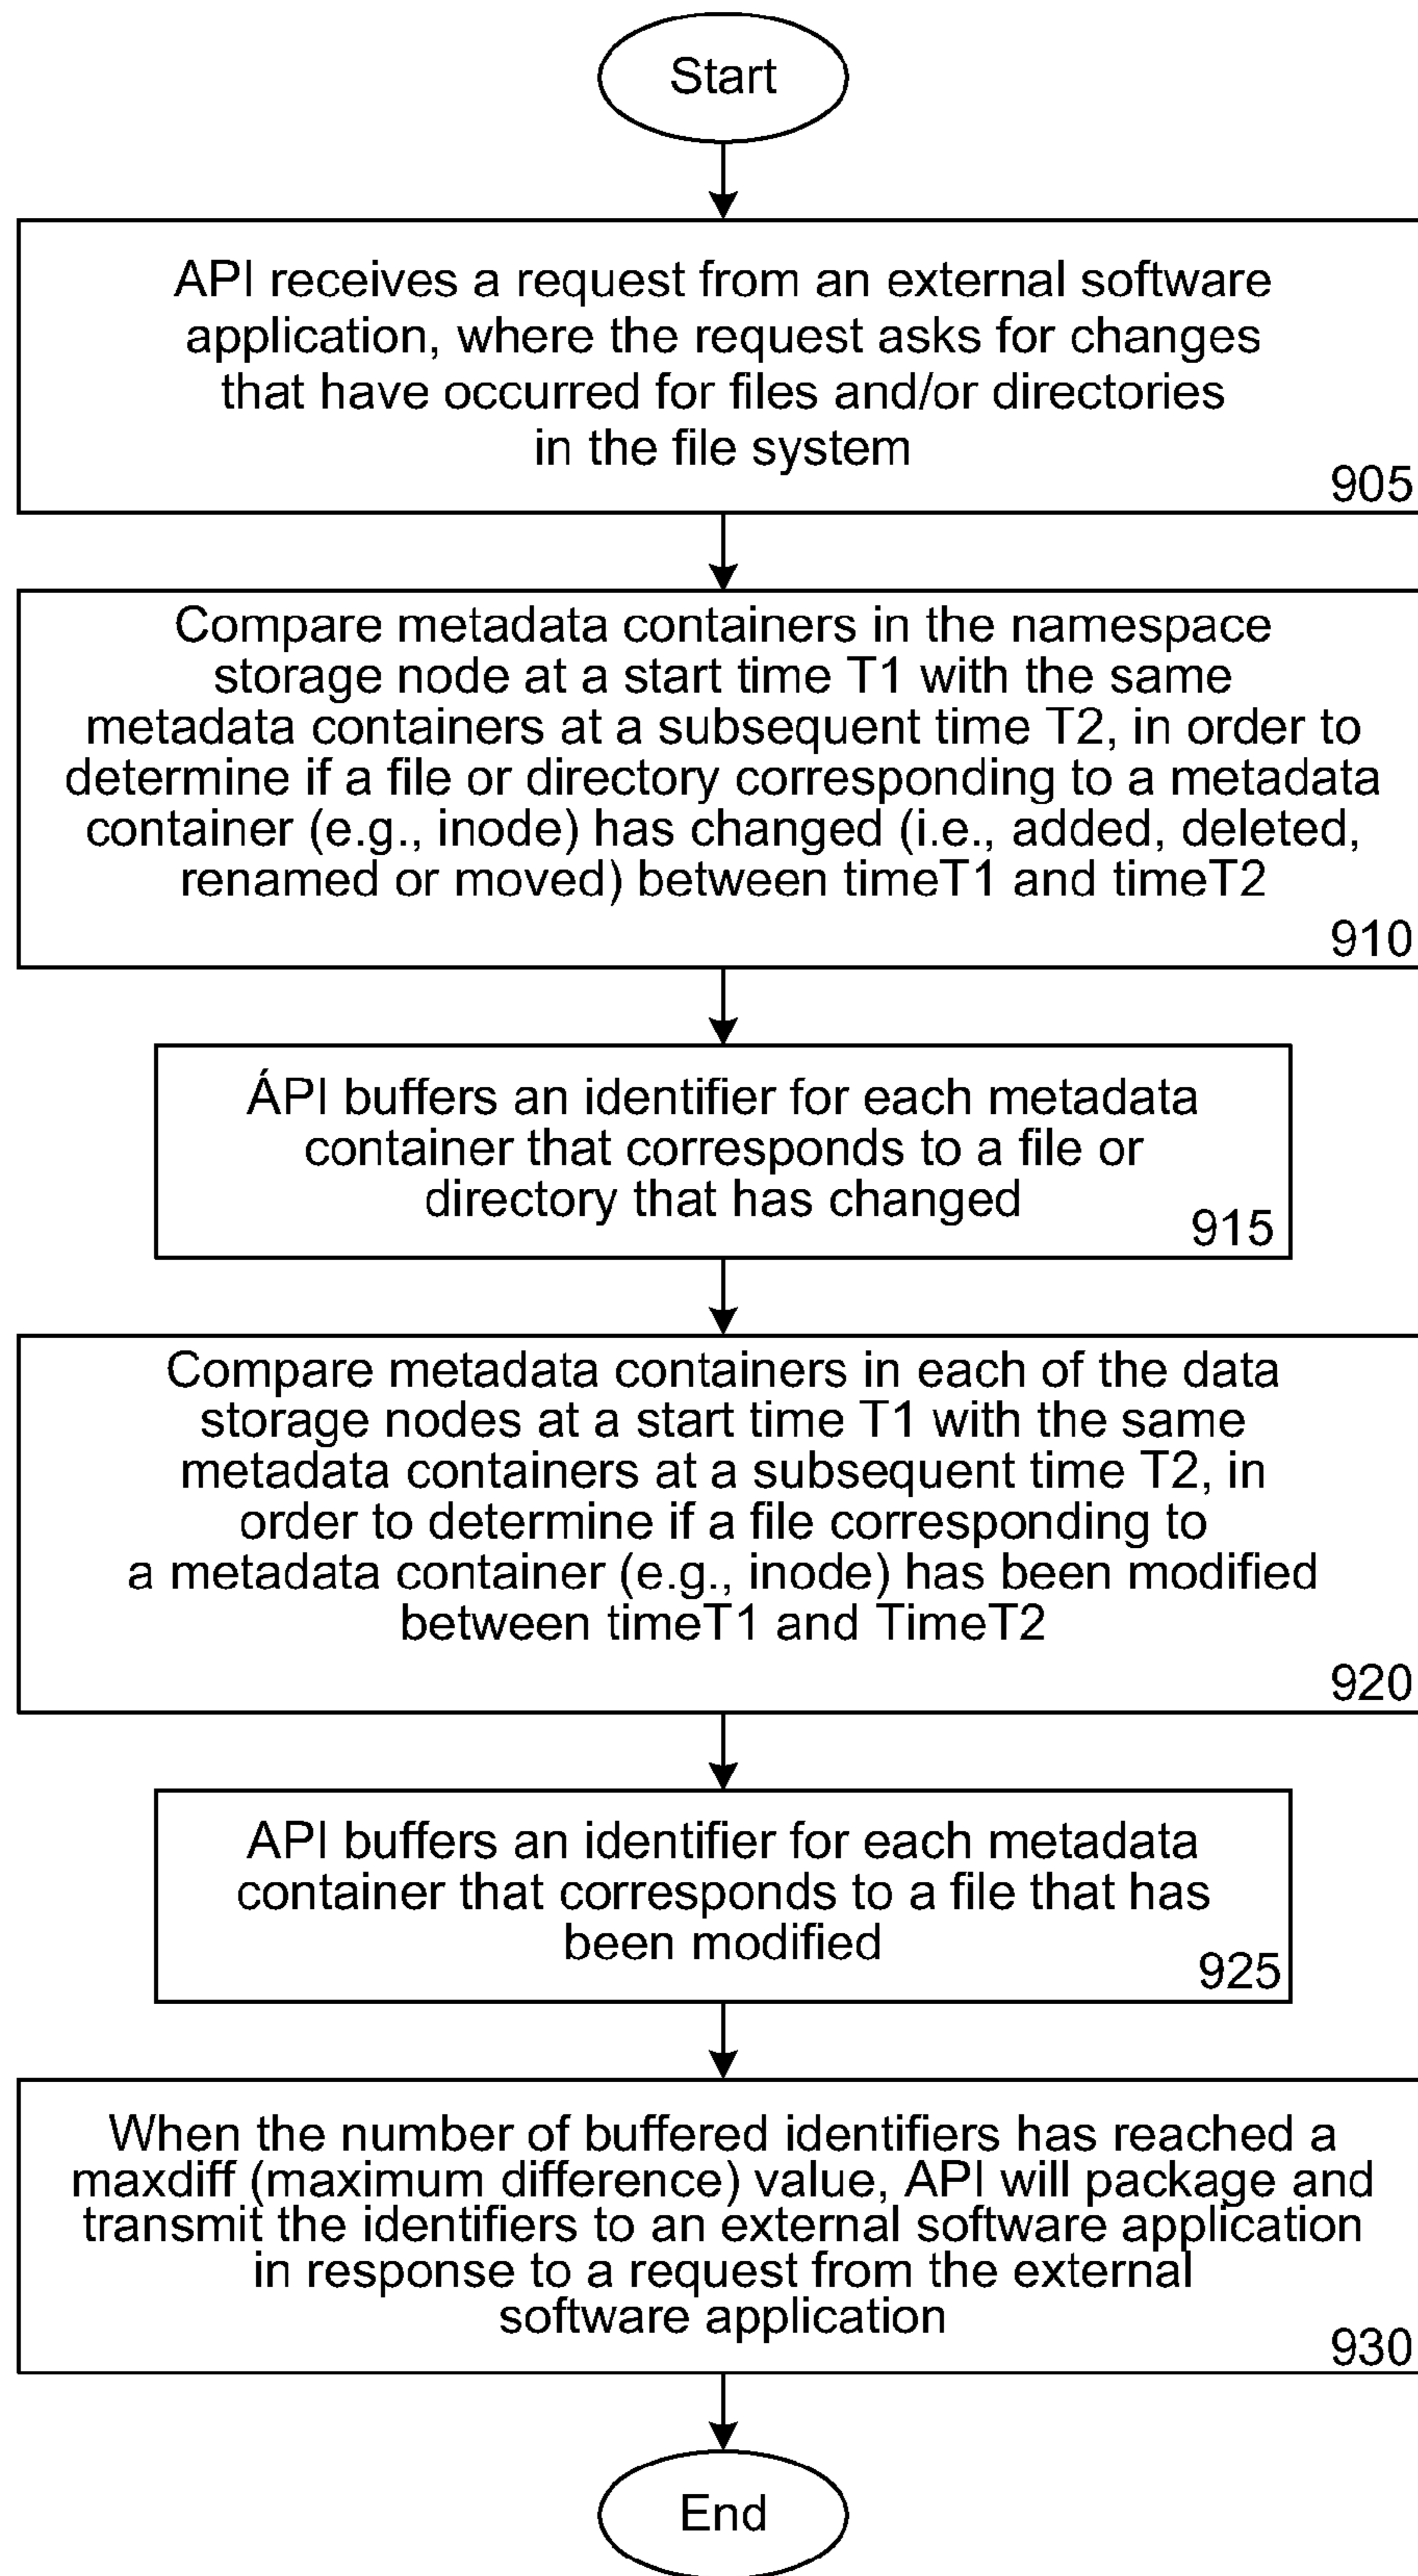 Start
API receives a request from an external software
application, where the request asks for changes
that have occurred for files and/or directories
in the file system
905
Compare metadata containers in the namespace
storage node at a start time T1 with the same
metadata containers at a subsequent time T2, in order to
determine if a file or directory corresponding to a metadata
container (e.g., inode) has changed (i.e., added, deleted,
renamed or moved) between timeT1 and timeT2
910
ÁPI buffers an identifier for each metadata
container that corresponds to a file or
directory that has changed
915
Compare metadata containers in each of the data
storage nodes at a start time T1 with the same
metadata containers at a subsequent time T2, in
order to determine if a file corresponding to
a metadata container (e.g., inode) has been modified
between timeT1 and TimeT2
920
API buffers an identifier for each metadata
container that corresponds to a file that has
been modified
925
When the number of buffered identifiers has reached a
maxdiff (maximum difference) value, API will package and
transmit the identifiers to an external software application
in response to a request from the external
software application
930
End